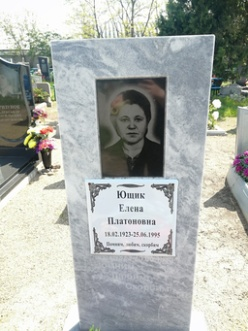 Ющик
Елена
Платоновна
18.02.1923-25.06.1995
Помним, любим, скорбим